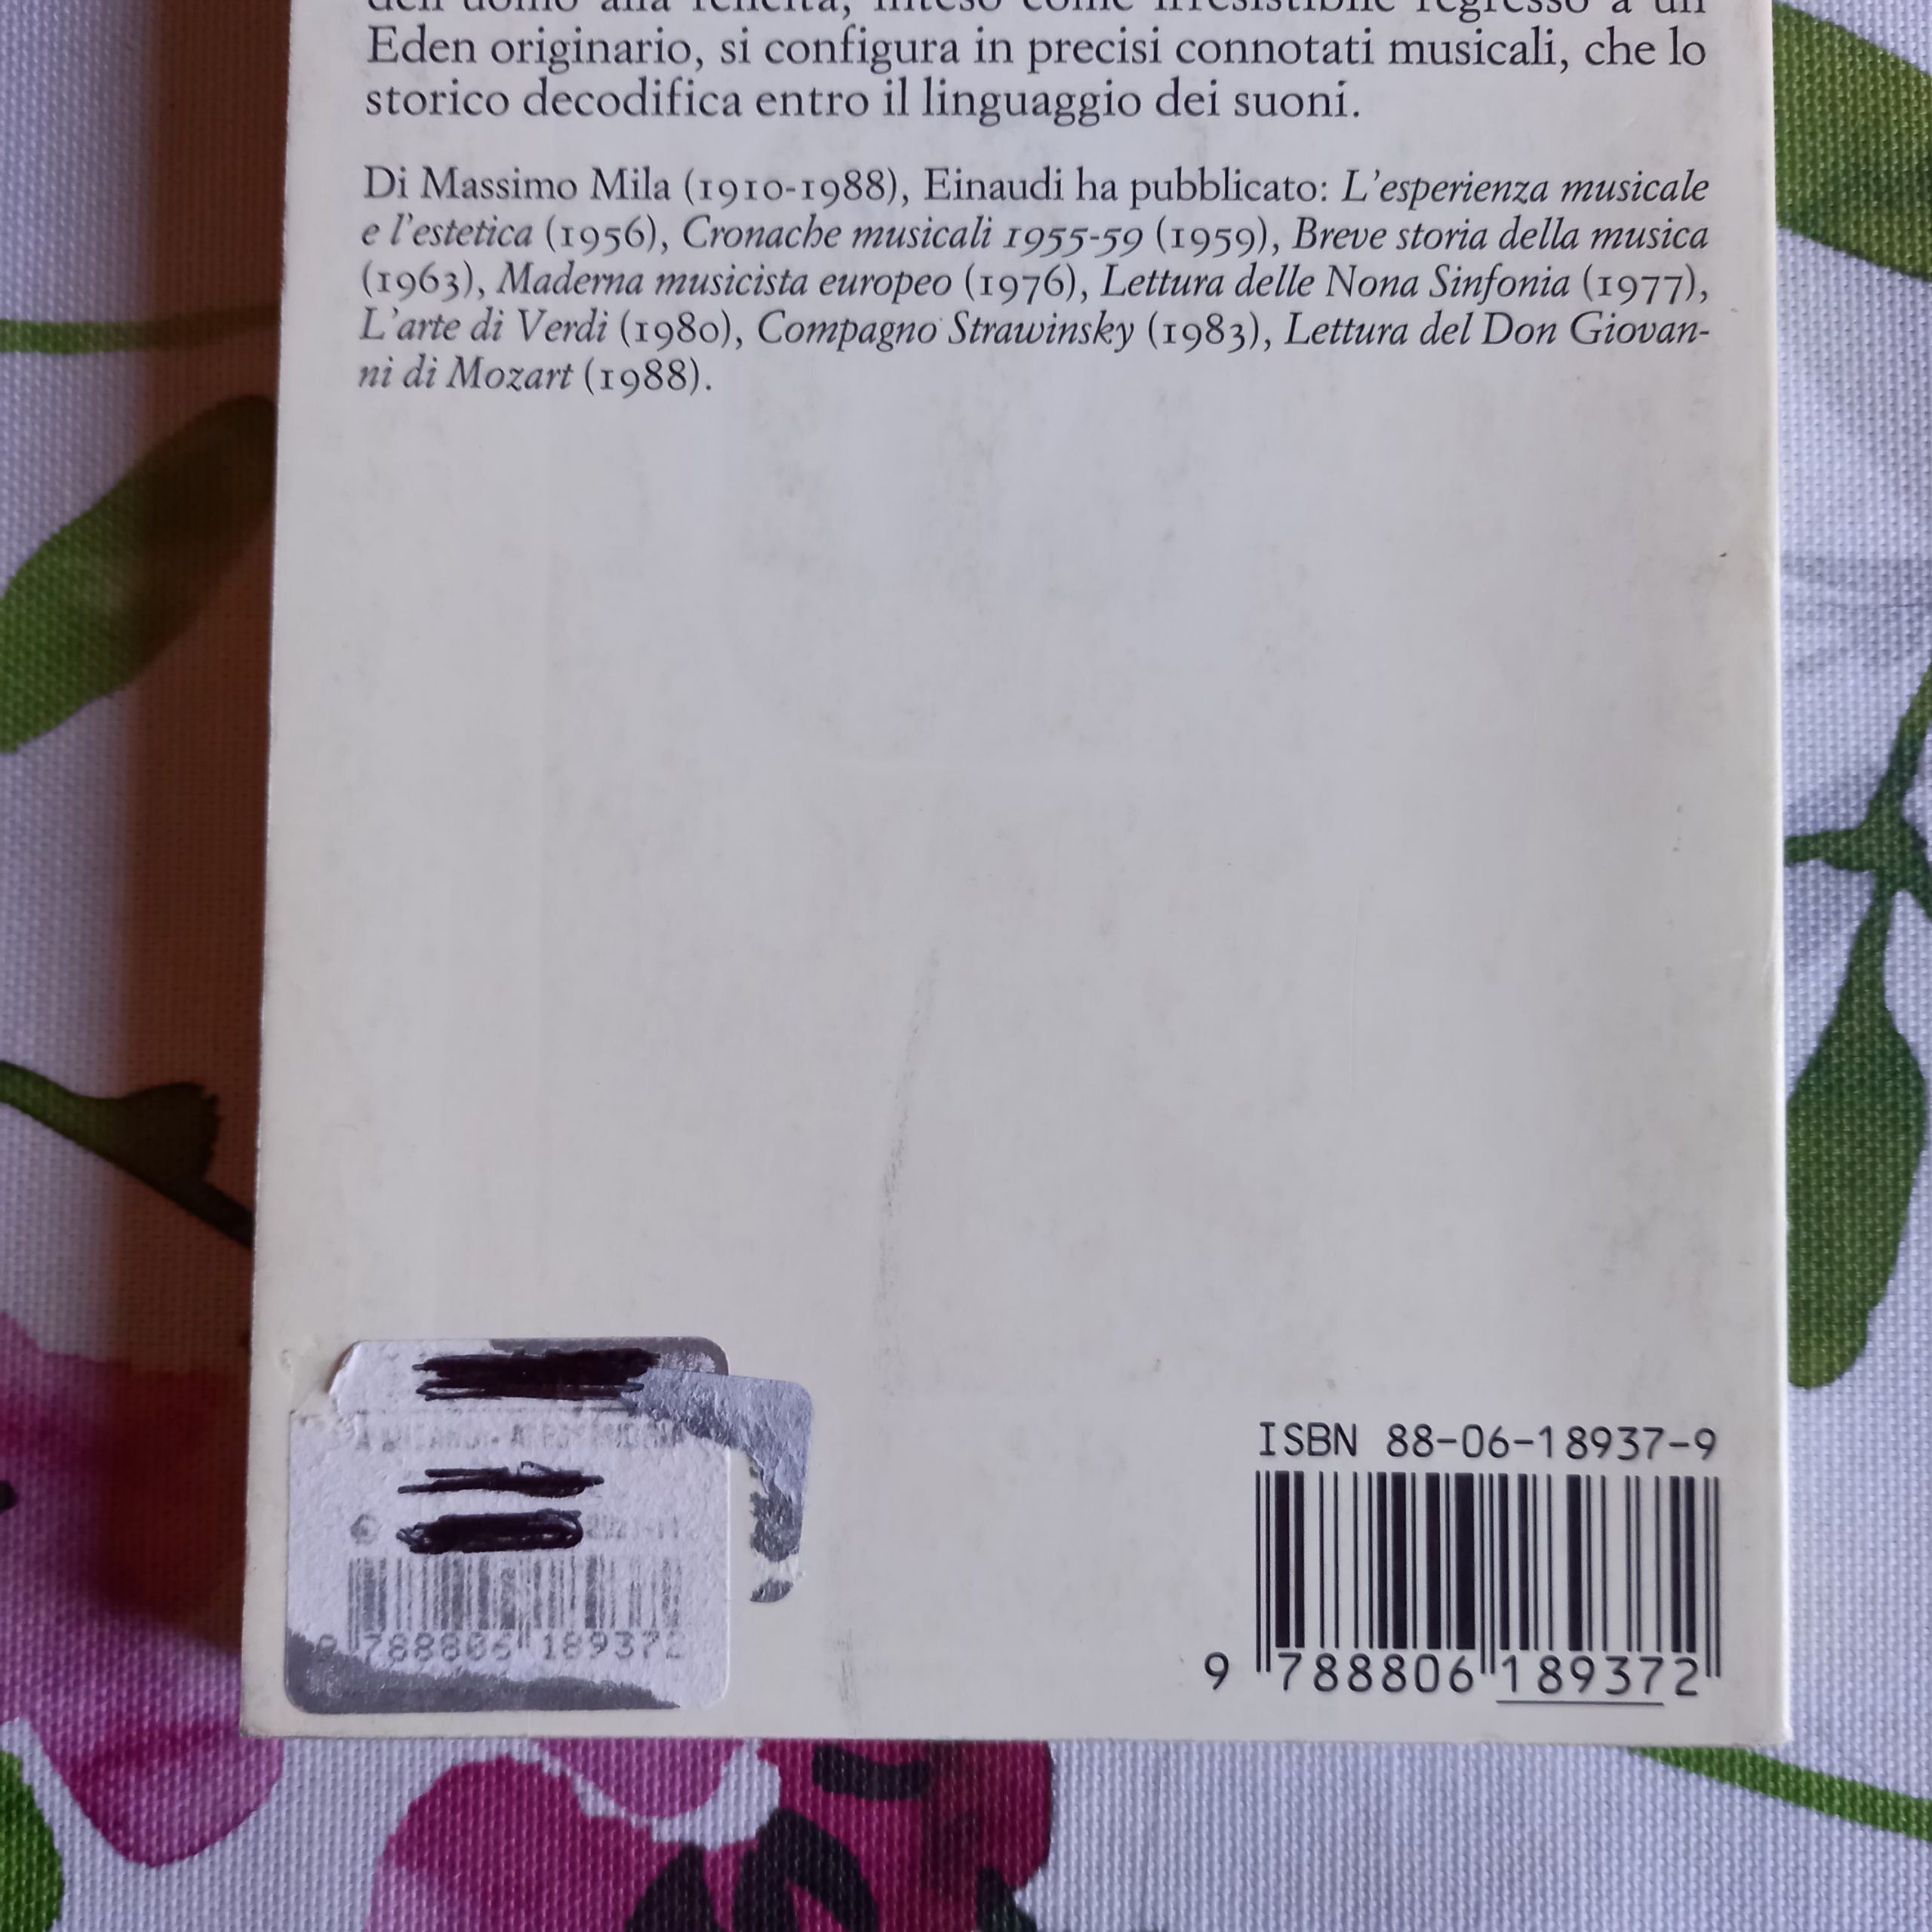 Eden originario, si configura in precisi connotati musicali, che lo
storico decodifica entro il linguaggio dei suoni.
Di Massimo Mila (1910-1988), Einaudi ha pubblicato: L'esperienza musicale
e l'estetica (1956), Cronache musicali 1955-59 (1959), Breve storia della musica
(1963), Maderna musicista europeo (1976), Lettura delle Nona Sinfonia (1977),
L'arte di Verdi (1980), Compagno Strawinsky (1983), Lettura del Don Giovan-
ni di Mozart (1988).
€
788806 189372
ISBN 88-06-18937-9
9 788806 189372